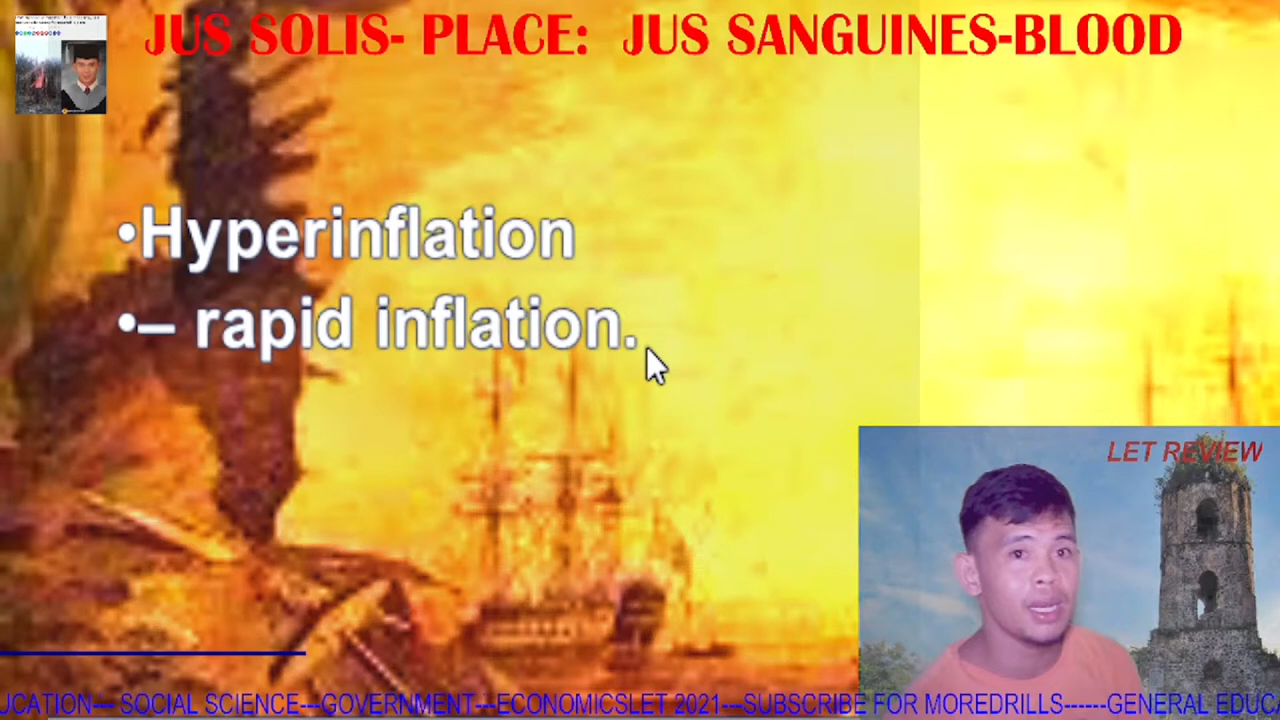 JUS SOLIS- PLACE: JUS SANGUINES-BLOOD
•Hyperinflation
•– rapid inflation.
LET REVIEW
JCATION--- SOCIAL SCIENCE---GOVERNMENT---ECONOMICSLET 2021---SUBSCRIBE FOR MOREDRILLS------GENERAL EDUCA